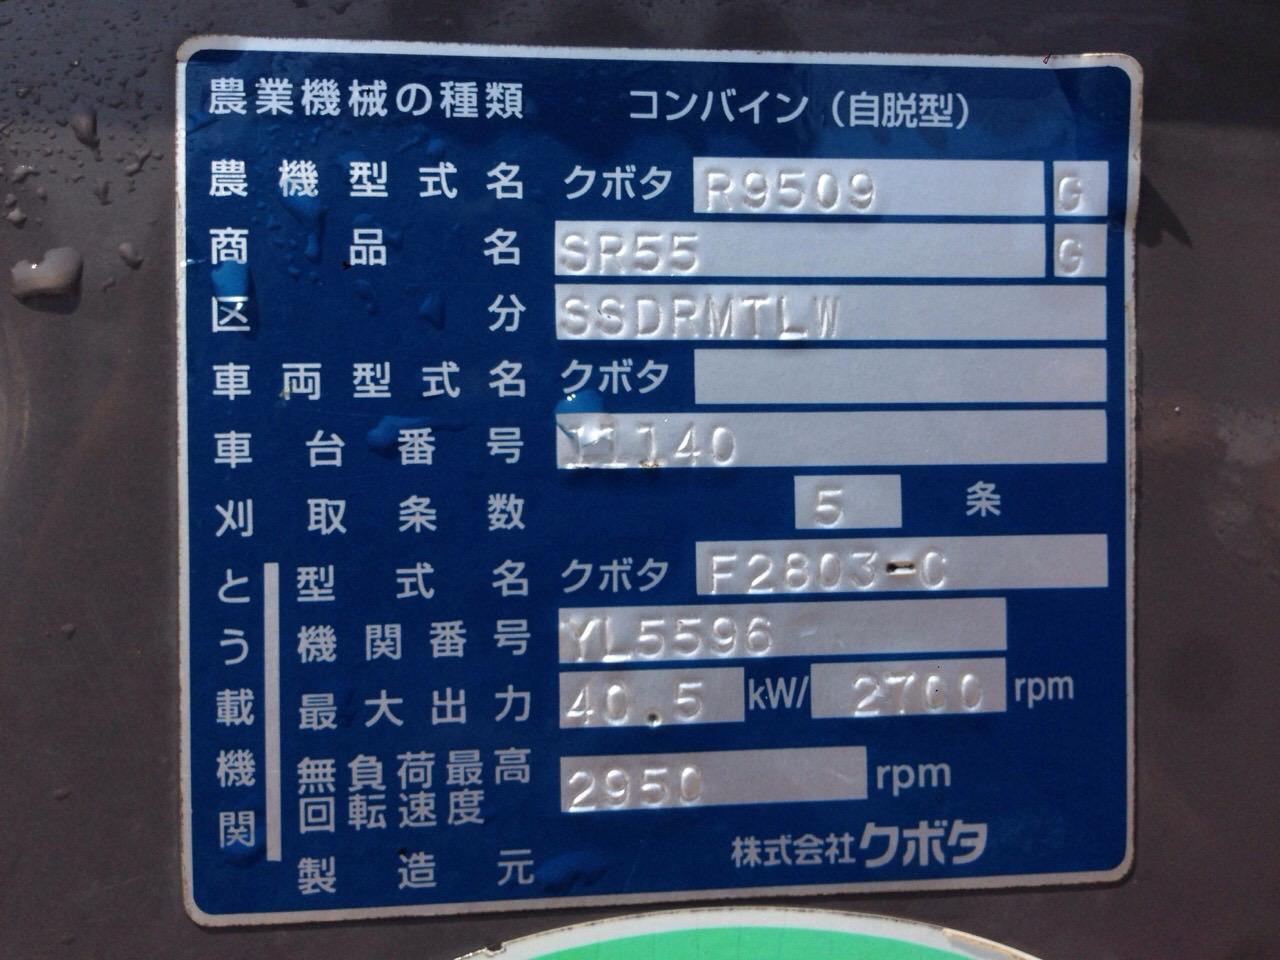 農業機械の種類 コンバイン（自脱型）
農機型式名 クボタ R9509 G
商品名 SR55 G
区分 SSDRMTLW
車両型式名 クボタ
車台番号 11140
刈取条数 5 条
とう載機関
型式名 クボタ F2803-C
機関番号 YL5596
最大出力 40.5 kW/ 2700 rpm
無負荷最高回転速度 2950 rpm
製造元 株式会社クボタ